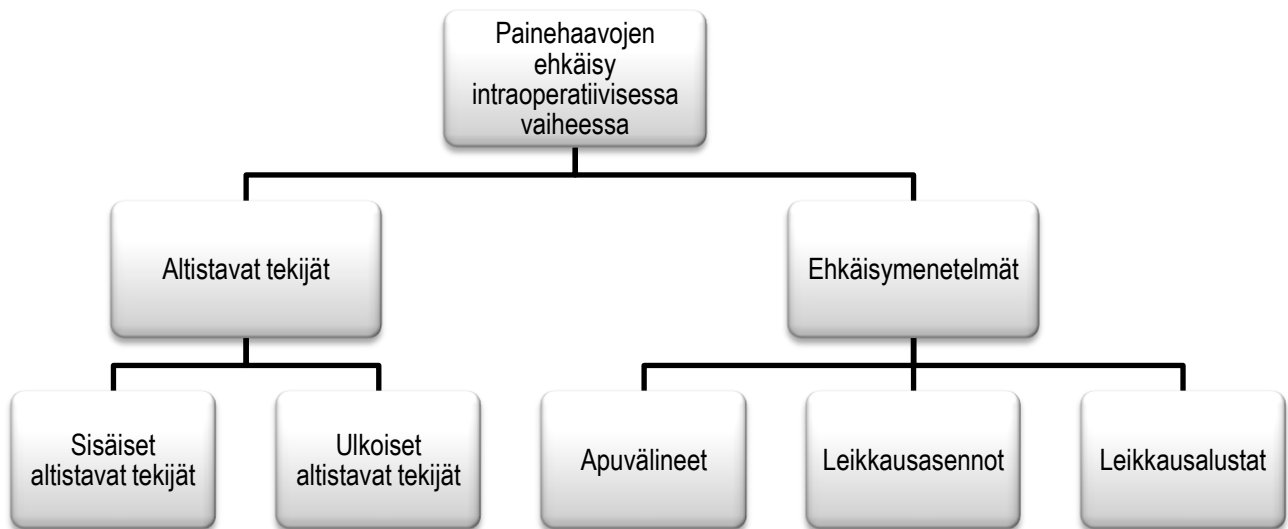 Painehaavojen
ehkäisy
intraoperatiivisessa
vaiheessa
Altistavat tekijät
Ehkäisymenetelmät
Sisäiset
altistavat tekijät
Ulkoiset
altistavat tekijät
Apuvälineet
Leikkausasennot
Leikkausalustat